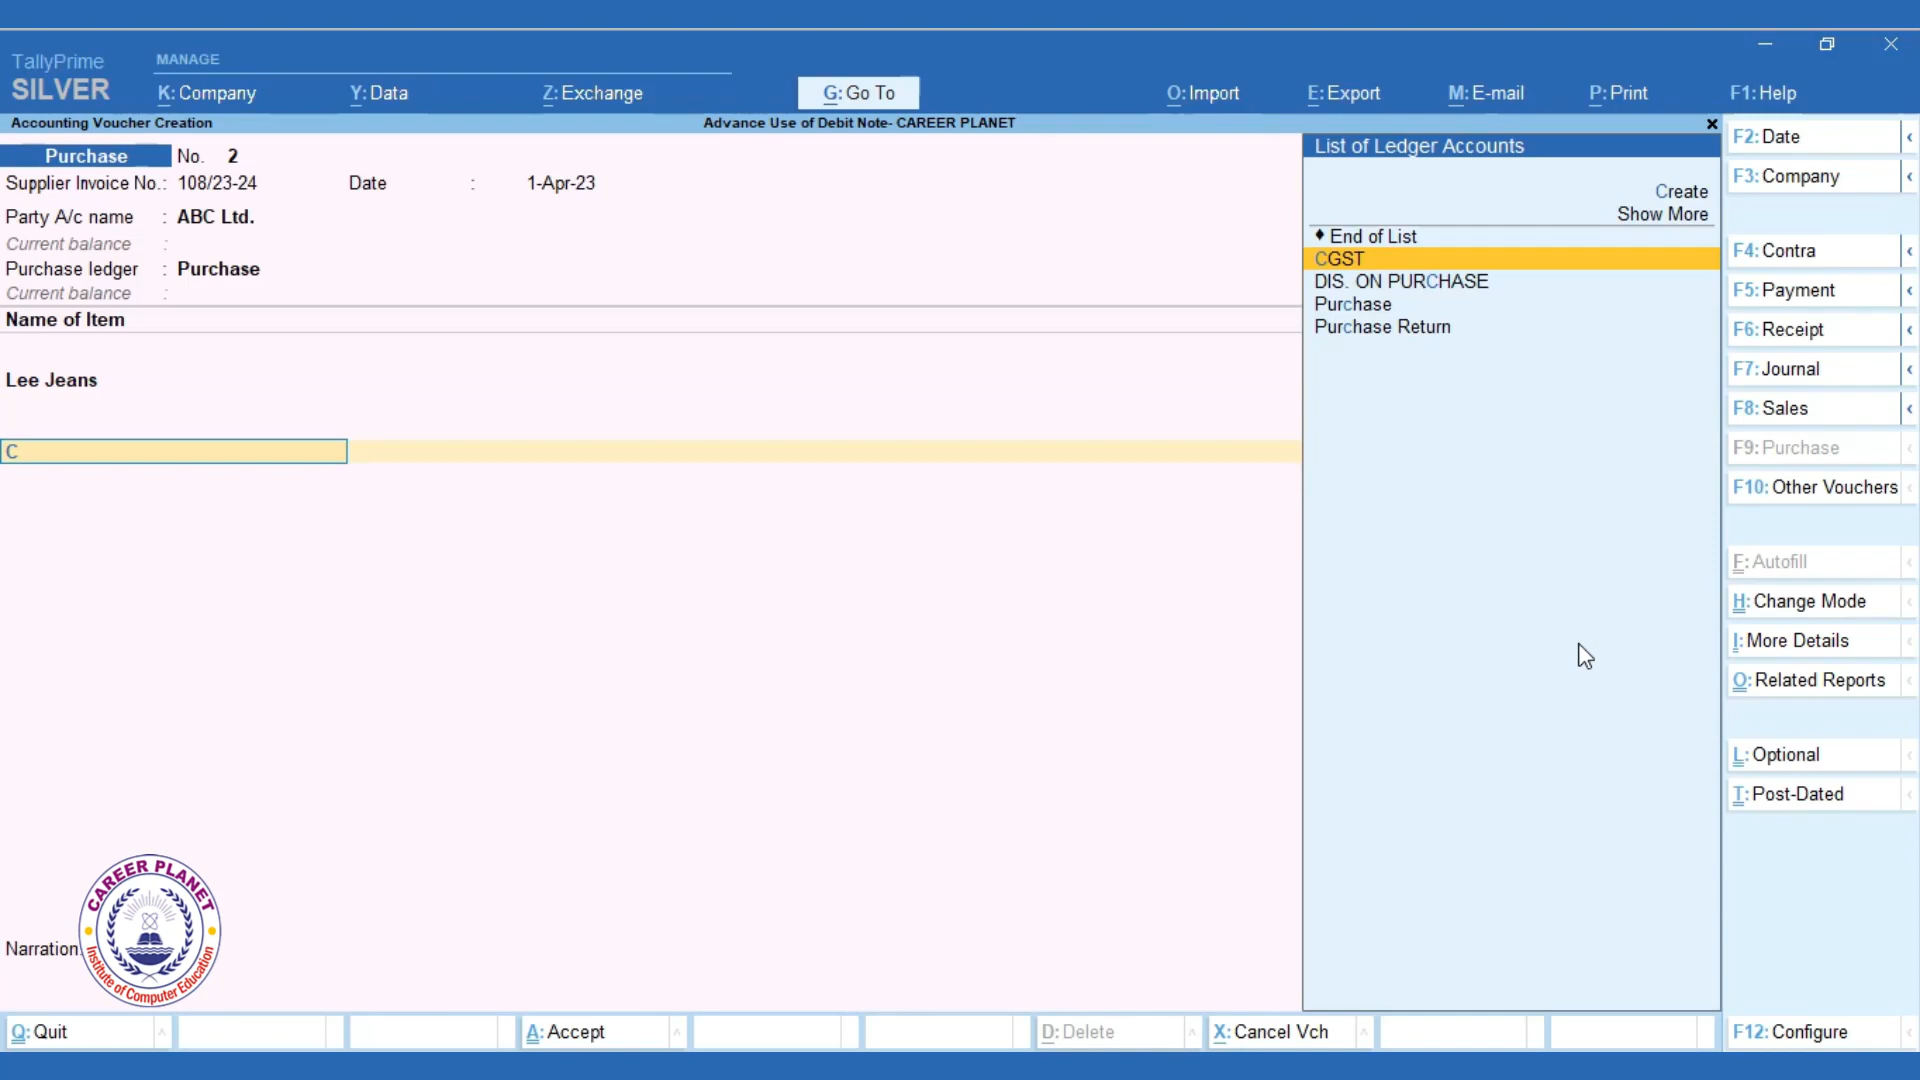 TallyPrime
SILVER
MANAGE
K: Company
Y: Data
Z: Exchange
G: Go To
O: Import
E: Export
M: E-mail
P: Print
F1: Help
Accounting Voucher Creation
Advance Use of Debit Note- CAREER PLANET
Purchase No. 2
Supplier Invoice No.: 108/23-24 Date : 1-Apr-23
Party A/c name : ABC Ltd.
Current balance :
Purchase ledger : Purchase
Current balance :
Name of Item
Lee Jeans
C
Narration:
CAREER PLANET
Institute of Computer Education
List of Ledger Accounts
Create
Show More
♦ End of List
CGST
DIS. ON PURCHASE
Purchase
Purchase Return
F2: Date
F3: Company
F4: Contra
F5: Payment
F6: Receipt
F7: Journal
F8: Sales
F9: Purchase
F10: Other Vouchers
F: Autofill
H: Change Mode
I: More Details
O: Related Reports
L: Optional
T: Post-Dated
Q: Quit
A: Accept
D: Delete
X: Cancel Vch
F12: Configure